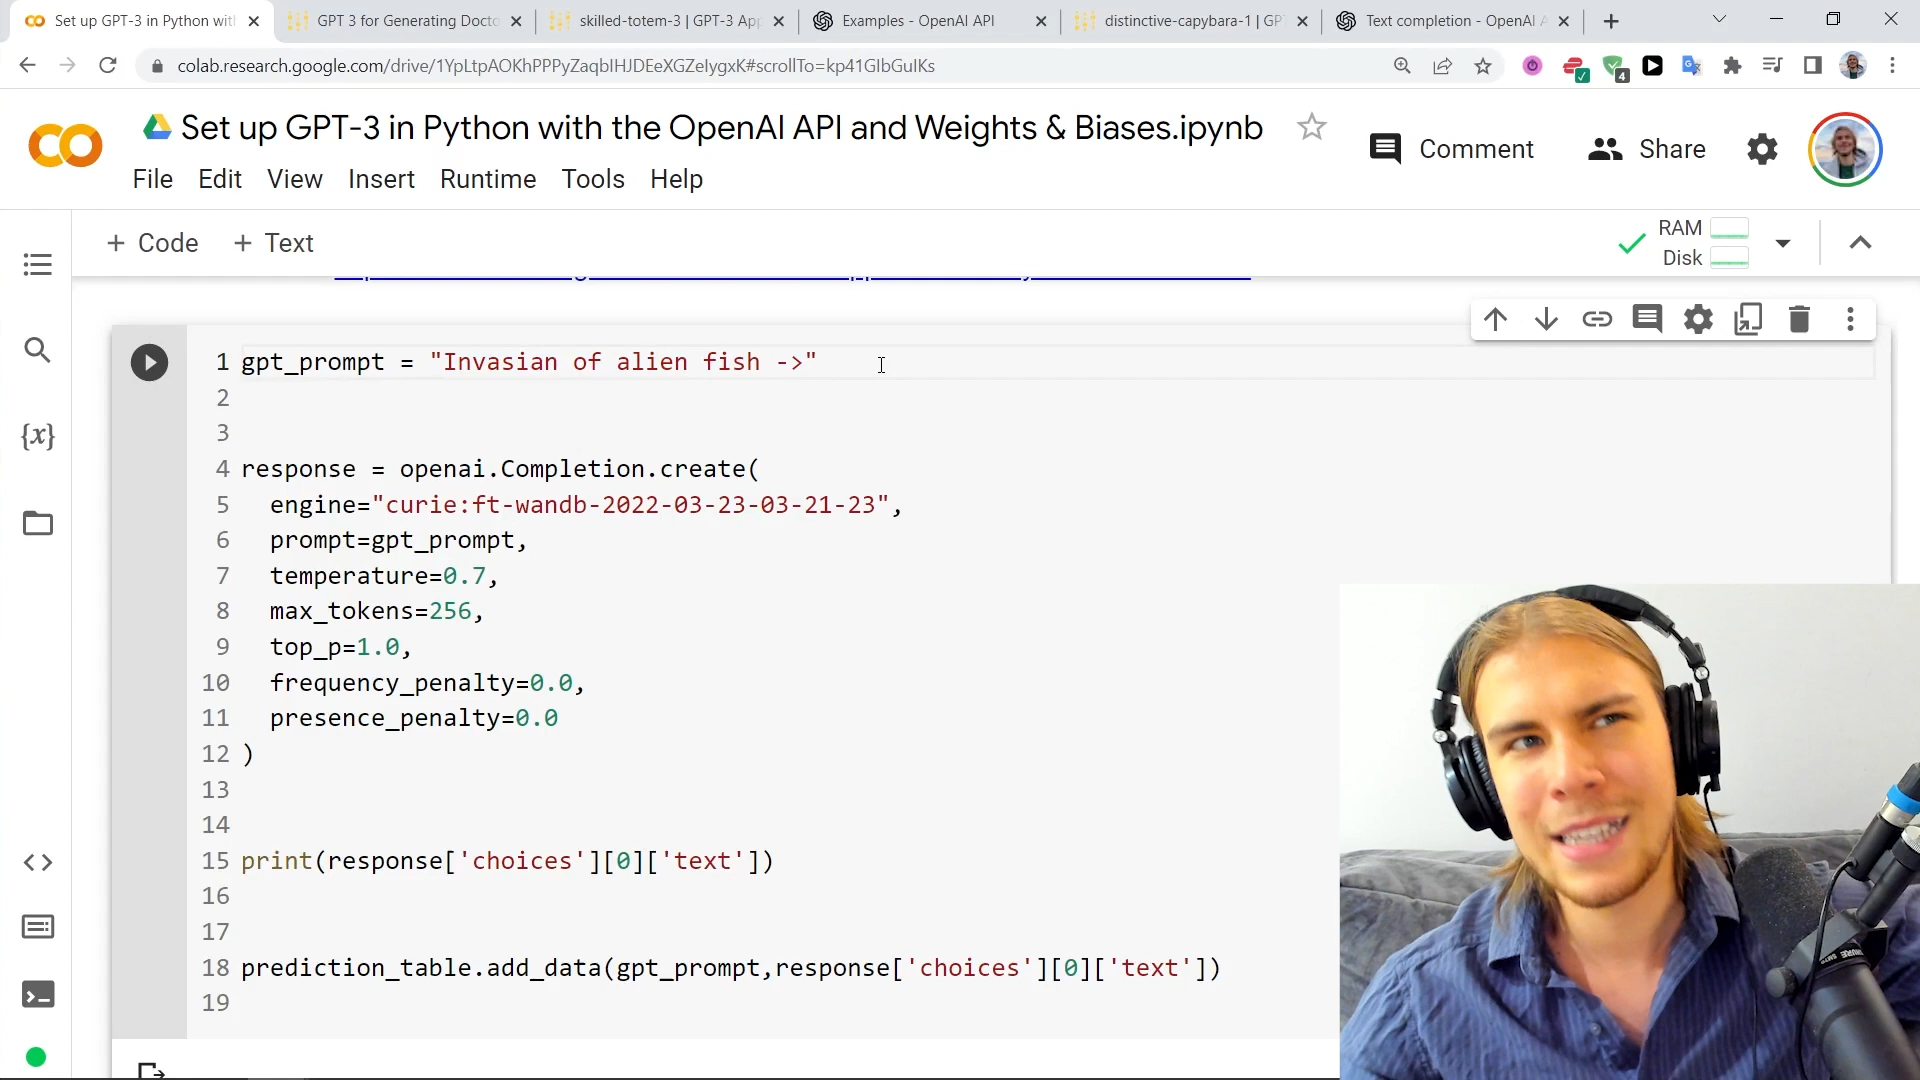 Set up GPT-3 in Python wit
GPT 3 for Generating Docto
skilled-totem-3 | GPT-3 App
Examples - OpenAI API
distinctive-capybara-1 | GPT
Text completion - OpenAI A
colab.research.google.com/drive/1YpLtpAOKhPPPyZaqbIHJDEeXGZeIygxK#scrollTo=kp41GIbGuIKs
4
Set up GPT-3 in Python with the OpenAI API and Weights & Biases.ipynb
Comment
Share
File Edit View Insert Runtime Tools Help
+ Code + Text
RAM
Disk
{x}
1 gpt_prompt = "Invasian of alien fish ->"
2
3
4 response = openai.Completion.create(
5 engine="curie:ft-wandb-2022-03-23-03-21-23",
6 prompt=gpt_prompt,
7 temperature=0.7,
8 max_tokens=256,
9 top_p=1.0,
10 frequency_penalty=0.0,
11 presence_penalty=0.0
12 )
13
14
15 print(response['choices'][0]['text'])
16
17
18 prediction_table.add_data(gpt_prompt,response['choices'][0]['text'])
19